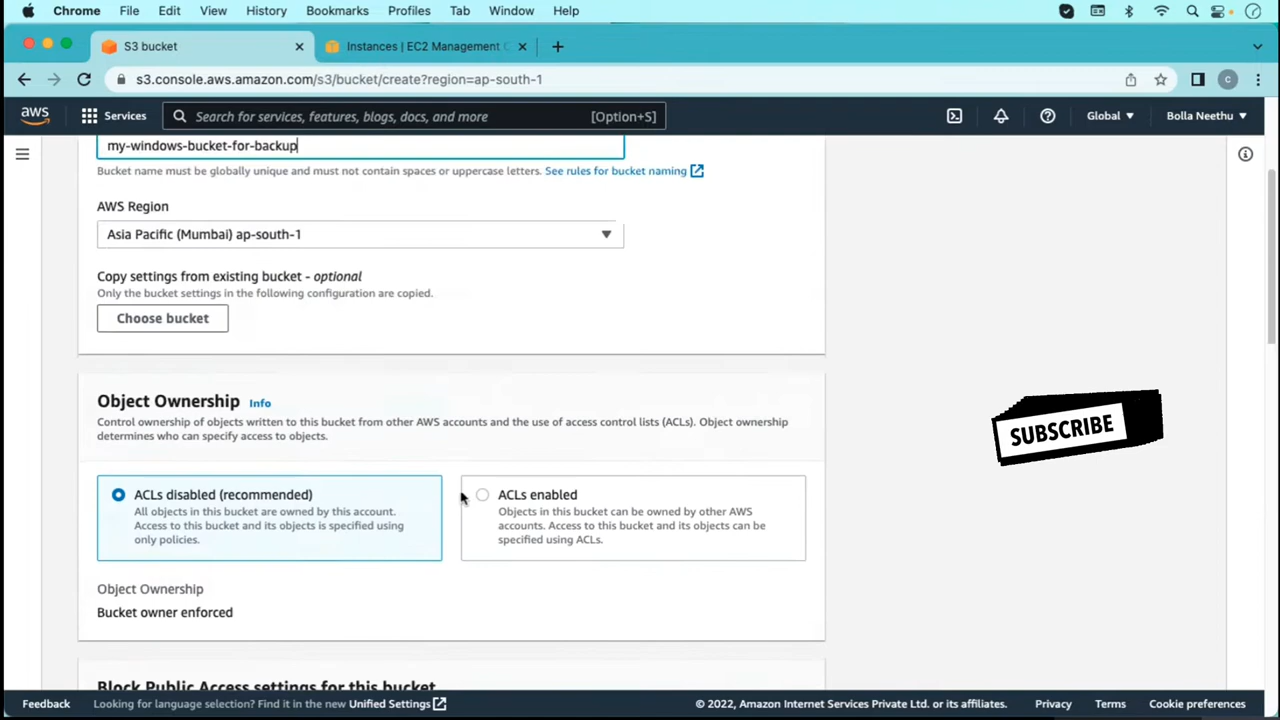 Chrome File Edit View History Bookmarks Profiles Tab Window Help
S3 bucket
Instances | EC2 Management C
s3.console.aws.amazon.com/s3/bucket/create?region=ap-south-1
C
aws
Services
Search for services, features, blogs, docs, and more [Option+S]
Global
Bolla Neethu
my-windows-bucket-for-backup
Bucket name must be globally unique and must not contain spaces or uppercase letters. See rules for bucket naming
AWS Region
Asia Pacific (Mumbai) ap-south-1
Copy settings from existing bucket - optional
Only the bucket settings in the following configuration are copied.
Choose bucket
Object Ownership Info
Control ownership of objects written to this bucket from other AWS accounts and the use of access control lists (ACLs). Object ownership
determines who can specify access to objects.
ACLs disabled (recommended)
All objects in this bucket are owned by this account.
Access to this bucket and its objects is specified using
only policies.
ACLs enabled
Objects in this bucket can be owned by other AWS
accounts. Access to this bucket and its objects can be
specified using ACLs.
Object Ownership
Bucket owner enforced
SUBSCRIBE
Block Public Access settings for this bucket
Feedback
Looking for language selection? Find it in the new Unified Settings
© 2022, Amazon Internet Services Private Ltd. or its affiliates.
Privacy
Terms
Cookie preferences